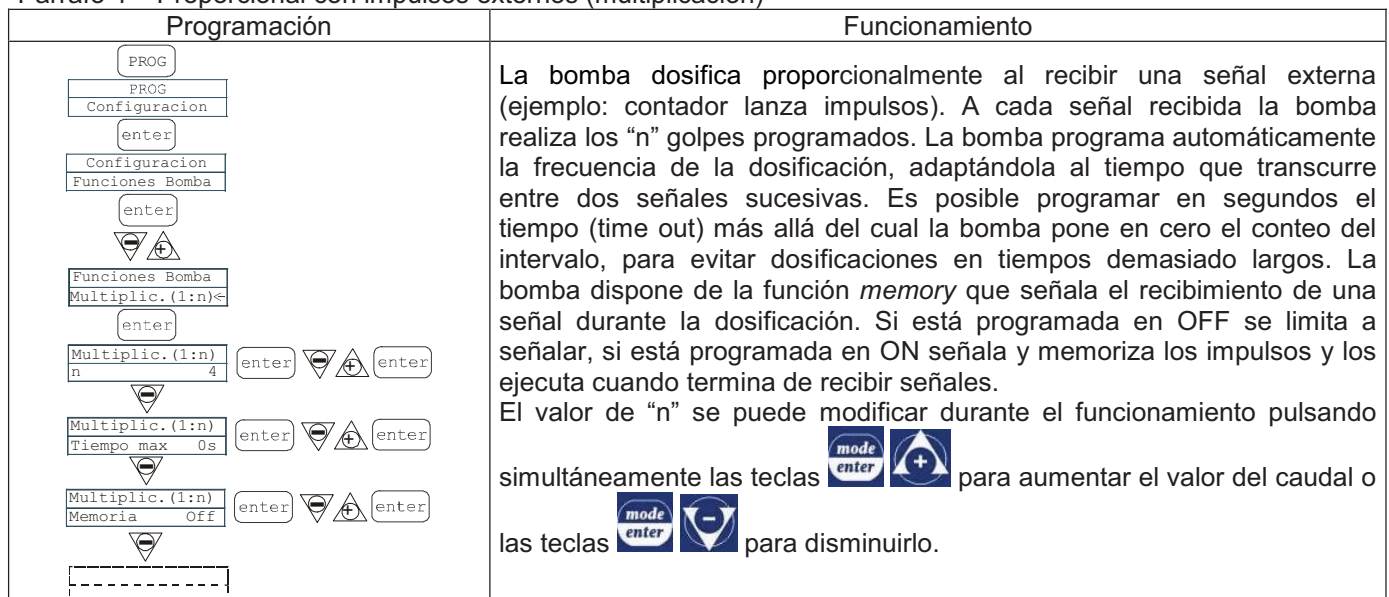 Párrafo 1 – Proporcional con impulsos externos (multiplicación)
Programación
PROG
PROG
Configuracion
enter
Configuracion
Funciones Bomba
enter
Funciones Bomba
Multiplic.(1:n)<
enter
Multiplic.(1:n)
n 4
enter enter
Multiplic.(1:n)
Tiempo max 0s
enter enter
Multiplic.(1:n)
Memoria Off
enter enter
Funcionamiento
La bomba dosifica proporcionalmente al recibir una señal externa
(ejemplo: contador lanza impulsos). A cada señal recibida la bomba
realiza los “n” golpes programados. La bomba programa automáticamente
la frecuencia de la dosificación, adaptándola al tiempo que transcurre
entre dos señales sucesivas. Es posible programar en segundos el
tiempo (time out) más allá del cual la bomba pone en cero el conteo del
intervalo, para evitar dosificaciones en tiempos demasiado largos. La
bomba dispone de la función memory que señala el recibimiento de una
señal durante la dosificación. Si está programada en OFF se limita a
señalar, si está programada en ON señala y memoriza los impulsos y los
ejecuta cuando termina de recibir señales.
El valor de “n” se puede modificar durante el funcionamiento pulsando
simultáneamente las teclas mode enter para aumentar el valor del caudal o
las teclas mode enter para disminuirlo.